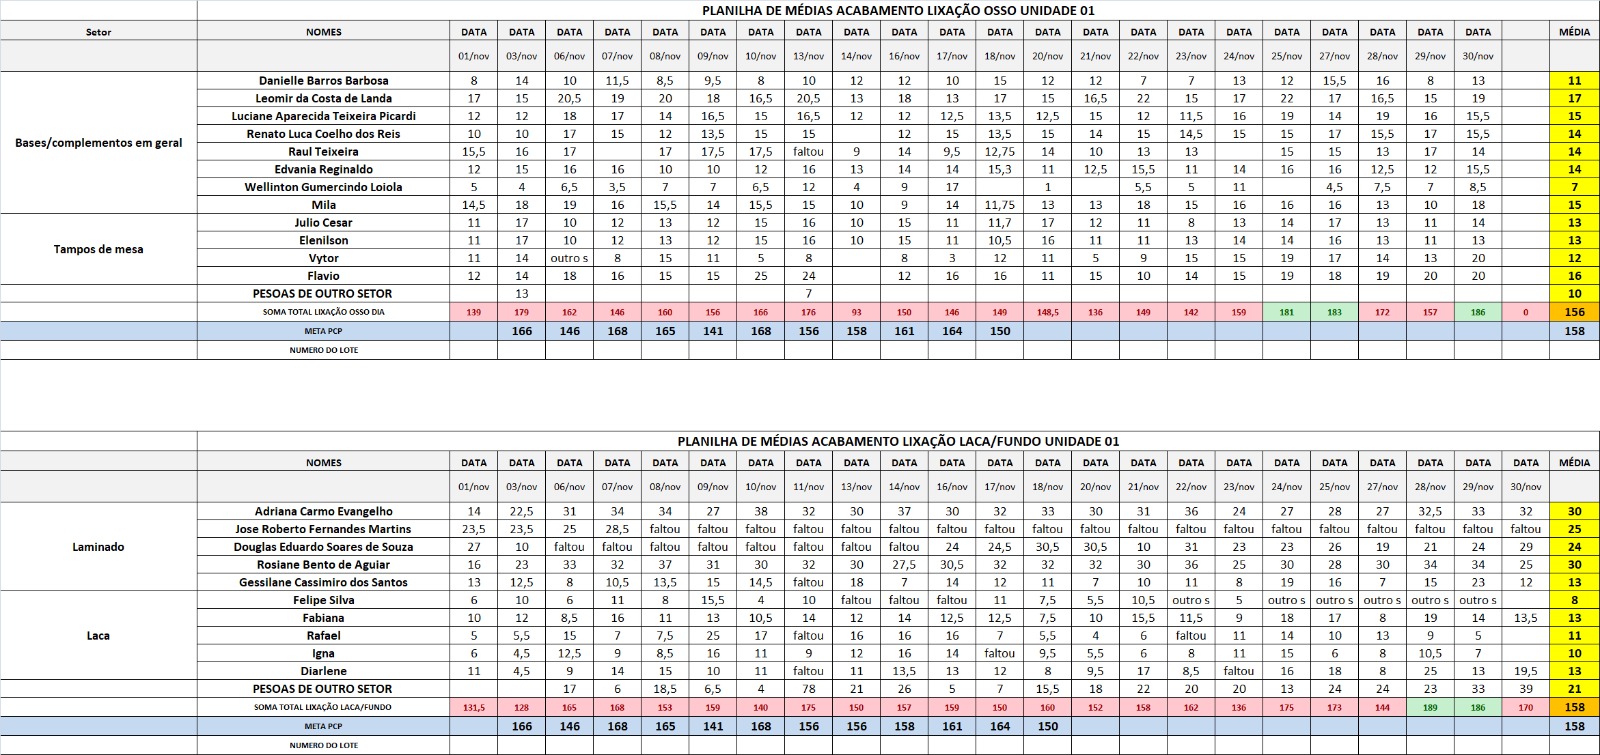 PLANILHA DE MÉDIAS ACABAMENTO LIXAÇÃO OSSO UNIDADE 01
Setor NOMES DATA DATA DATA DATA DATA DATA DATA DATA DATA DATA DATA DATA DATA DATA DATA DATA DATA DATA DATA DATA DATA DATA MÉDIA
01/nov 03/nov 06/nov 07/nov 08/nov 09/nov 10/nov 13/nov 14/nov 16/nov 17/nov 18/nov 20/nov 21/nov 22/nov 23/nov 24/nov 25/nov 27/nov 28/nov 29/nov 30/nov
Bases/complementos em geral
Danielle Barros Barbosa 8 14 10 11,5 8,5 9,5 8 10 12 12 10 15 12 12 7 7 13 12 15,5 16 8 13 11
Leomir da Costa de Landa 17 15 20,5 19 20 18 16,5 20,5 13 18 13 17 15 16,5 22 15 17 22 17 16,5 15 19 17
Luciane Aparecida Teixeira Picardi 12 12 18 17 14 16,5 15 16,5 12 12 12,5 13,5 12,5 15 12 11,5 16 19 14 19 16 15,5 15
Renato Luca Coelho dos Reis 10 10 17 15 12 13,5 15 15 12 15 13,5 15 14 15 14,5 15 15 17 15,5 17 15,5 14
Raul Teixeira 15,5 16 17 17 9 17,5 17,5 faltou 9 14 9,5 12,75 14 10 13 13 15 15 13 17 14 14
Edvania Reginaldo 12 15 16 16 10 10 12 16 13 14 14 15,3 11 12,5 15,5 11 14 16 16 12,5 12 15,5 14
Wellinton Gumercindo Loiola 5 4 6,5 3,5 7 7 6,5 12 4 9 17 1 5,5 5 11 4,5 7,5 7 8,5 7
Mila 14,5 18 19 16 15,5 14 15,5 15 10 9 14 11,75 13 13 18 15 16 16 16 13 10 18 15
Tampos de mesa
Julio Cesar 11 17 10 12 13 12 15 16 10 15 11 11,7 17 12 11 8 13 14 17 13 11 14 13
Elenilson 11 17 10 12 13 12 15 16 10 15 11 10,5 16 11 11 13 14 14 16 13 11 13 13
Vytor 11 14 outro s 8 15 11 5 8 8 3 12 11 5 9 15 15 19 17 14 13 20 12
Flavio 12 14 18 16 15 15 25 24 12 16 16 11 15 10 14 15 19 18 19 20 20 16
PESOAS DE OUTRO SETOR 13 7 10
SOMA TOTAL LIXAÇÃO OSSO DIA 139 179 162 146 160 156 166 176 93 150 146 149 148,5 136 149 142 159 181 183 172 157 186 0 156
META PCP 166 146 168 165 141 168 156 158 161 164 150 158
NUMERO DO LOTE
PLANILHA DE MÉDIAS ACABAMENTO LIXAÇÃO LACA/FUNDO UNIDADE 01
NOMES DATA DATA DATA DATA DATA DATA DATA DATA DATA DATA DATA DATA DATA DATA DATA DATA DATA DATA DATA DATA DATA DATA DATA MÉDIA
01/nov 03/nov 06/nov 07/nov 08/nov 09/nov 10/nov 11/nov 13/nov 14/nov 16/nov 17/nov 18/nov 20/nov 21/nov 22/nov 23/nov 24/nov 25/nov 27/nov 28/nov 29/nov 30/nov
Laminado
Adriana Carmo Evangelho 14 22,5 31 34 34 27 38 32 30 37 30 32 33 30 31 36 24 27 28 27 32,5 33 32 30
Jose Roberto Fernandes Martins 23,5 23,5 25 28,5 faltou faltou faltou faltou faltou faltou faltou faltou faltou faltou faltou faltou faltou faltou faltou faltou faltou faltou faltou 25
Douglas Eduardo Soares de Souza 27 10 faltou faltou faltou faltou faltou faltou faltou faltou 24 24,5 30,5 30,5 10 31 23 23 26 19 21 24 29 24
Rosiane Bento de Aguiar 16 23 33 32 37 31 30 32 30 27,5 30,5 32 32 30 32 36 25 30 28 30 34 34 25 30
Gessilane Cassimiro dos Santos 13 12,5 8 10,5 13,5 15 14,5 faltou 18 7 14 12 11 7 10 11 8 19 16 7 15 23 12 13
Laca
Felipe Silva 6 10 6 11 8 15,5 4 10 faltou faltou faltou 11 7,5 5,5 10,5 outro s 5 outro s outro s outro s outro s outro s 8
Fabiana 10 12 8,5 16 11 13 10,5 14 12 14 12,5 12,5 7,5 10 15,5 11,5 9 18 17 8 19 14 13,5 13
Rafael 5 5,5 15 7 7,5 25 17 faltou 16 16 16 7 5,5 4 6 faltou 11 14 10 13 9 5 11
Igna 6 4,5 12,5 9 8,5 16 11 9 12 16 14 faltou 9,5 5,5 6 8 11 15 6 8 10,5 7 10
Diarlene 11 4,5 9 14 15 10 11 faltou 11 13,5 13 12 8 9,5 17 8,5 faltou 16 18 8 25 13 19,5 13
PESOAS DE OUTRO SETOR 17 6 18,5 6,5 4 78 21 26 5 7 15,5 18 22 20 20 13 24 24 23 33 39 21
SOMA TOTAL LIXAÇÃO LACA/FUNDO 131,5 128 165 168 153 159 140 175 150 157 159 150 160 152 158 162 136 175 173 144 189 186 170 158
META PCP 166 146 168 165 141 168 156 156 158 161 164 150 158
NUMERO DO LOTE